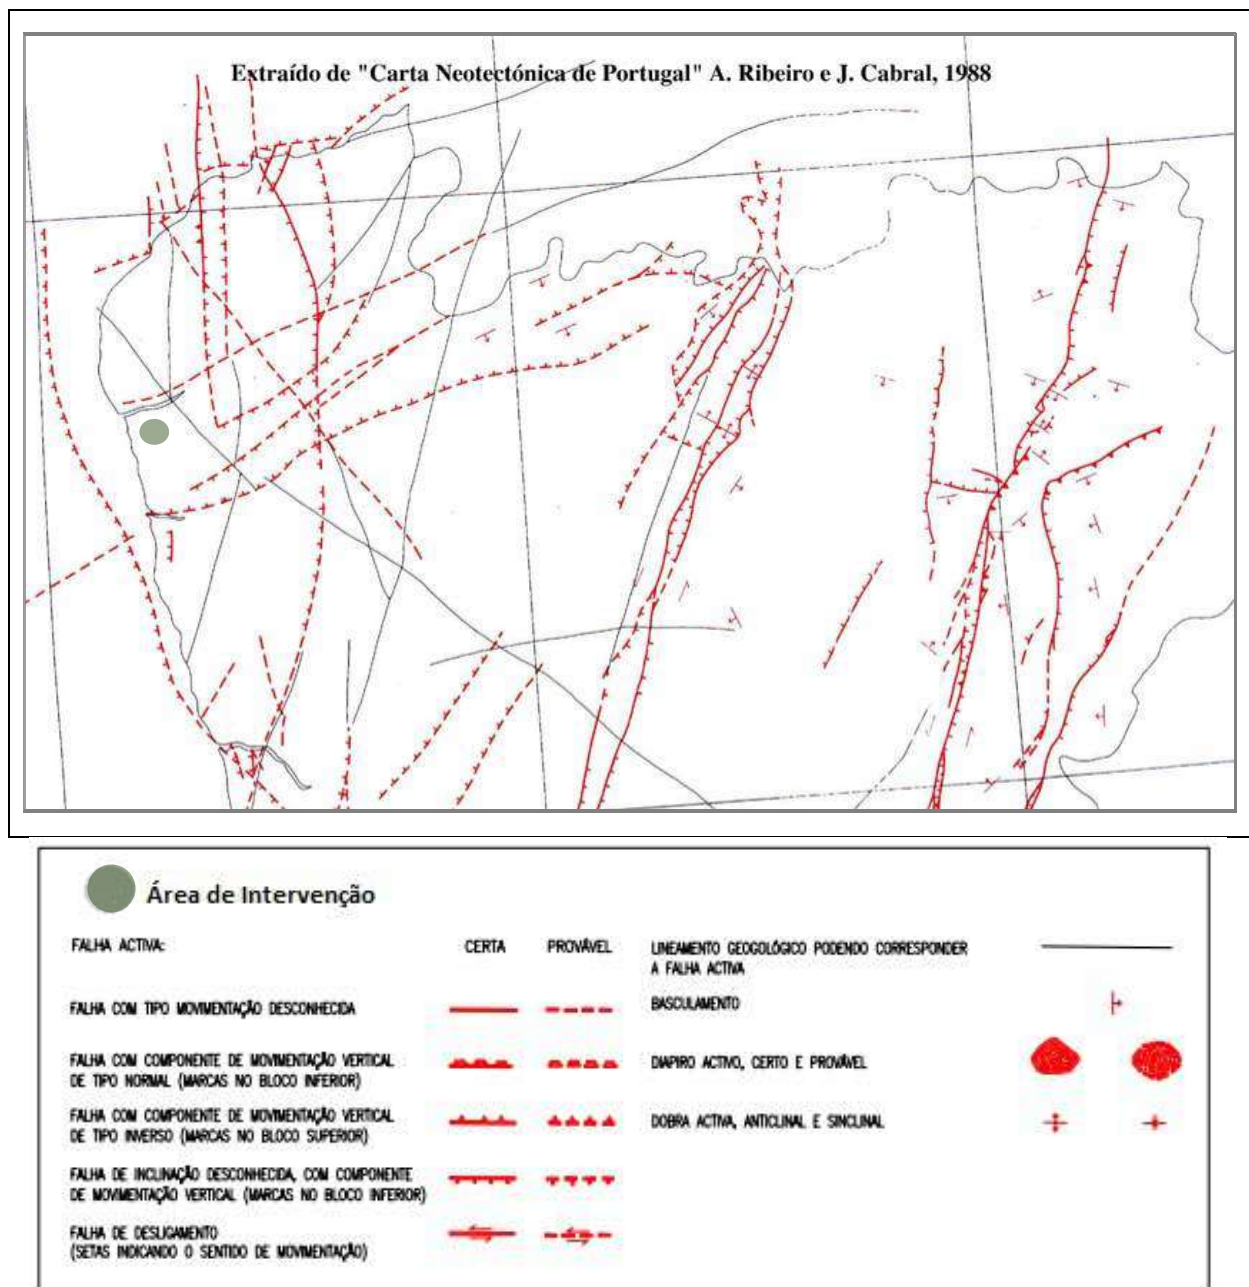 Extraído de "Carta Neotectónica de Portugal" A. Ribeiro e J. Cabral, 1988
Área de Intervenção
FALHA ACTIVA:
CERTA
PROVÁVEL
FALHA COM TIPO MOVIMENTAÇÃO DESCONHECIDA
FALHA COM COMPONENTE DE MOVIMENTAÇÃO VERTICAL
DE TIPO NORMAL (MARCAS NO BLOCO INFERIOR)
FALHA COM COMPONENTE DE MOVIMENTAÇÃO VERTICAL
DE TIPO INVERSO (MARCAS NO BLOCO SUPERIOR)
FALHA DE INCLINAÇÃO DESCONHECIDA, COM COMPONENTE
DE MOVIMENTAÇÃO VERTICAL (MARCAS NO BLOCO INFERIOR)
FALHA DE DESLIGAMENTO
(SETAS INDICANDO O SENTIDO DE MOVIMENTAÇÃO)
LINEAMENTO GEOGOLÓGICO PODENDO CORRESPONDER
A FALHA ACTIVA
BASCULAMENTO
DIAPIRO ACTIVO, CERTO E PROVÁVEL
DOBRA ACTIVA, ANTICLINAL E SINCLINAL